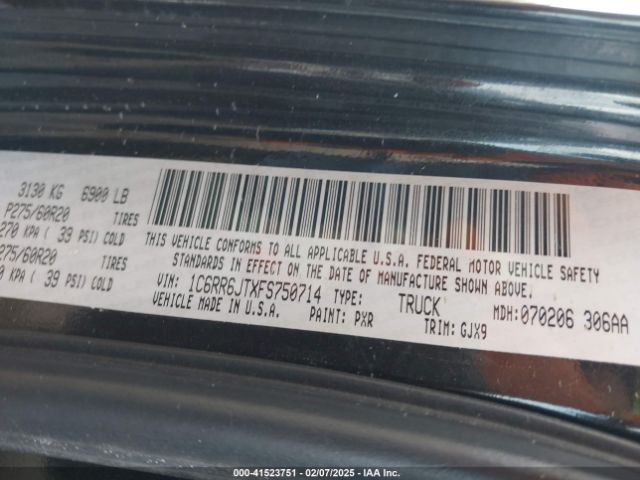 3130 KG 6900 LB
P275/60R20 TIRES
270 KPA ( 39 PSI) COLD
275/60R20 TIRES
0 KPA ( 39 PSI) COLD
THIS VEHICLE CONFORMS TO ALL APPLICABLE U.S.A. FEDERAL MOTOR VEHICLE SAFETY
STANDARDS IN EFFECT ON THE DATE OF MANUFACTURE SHOWN ABOVE.
VIN: 1C6RR6JTXFS750714 TYPE: TRUCK MDH: 070206 306AA
VEHICLE MADE IN U.S.A. PAINT: PXR TRIM: GJX9
000-41523751 - 02/07/2025 - IAA Inc.